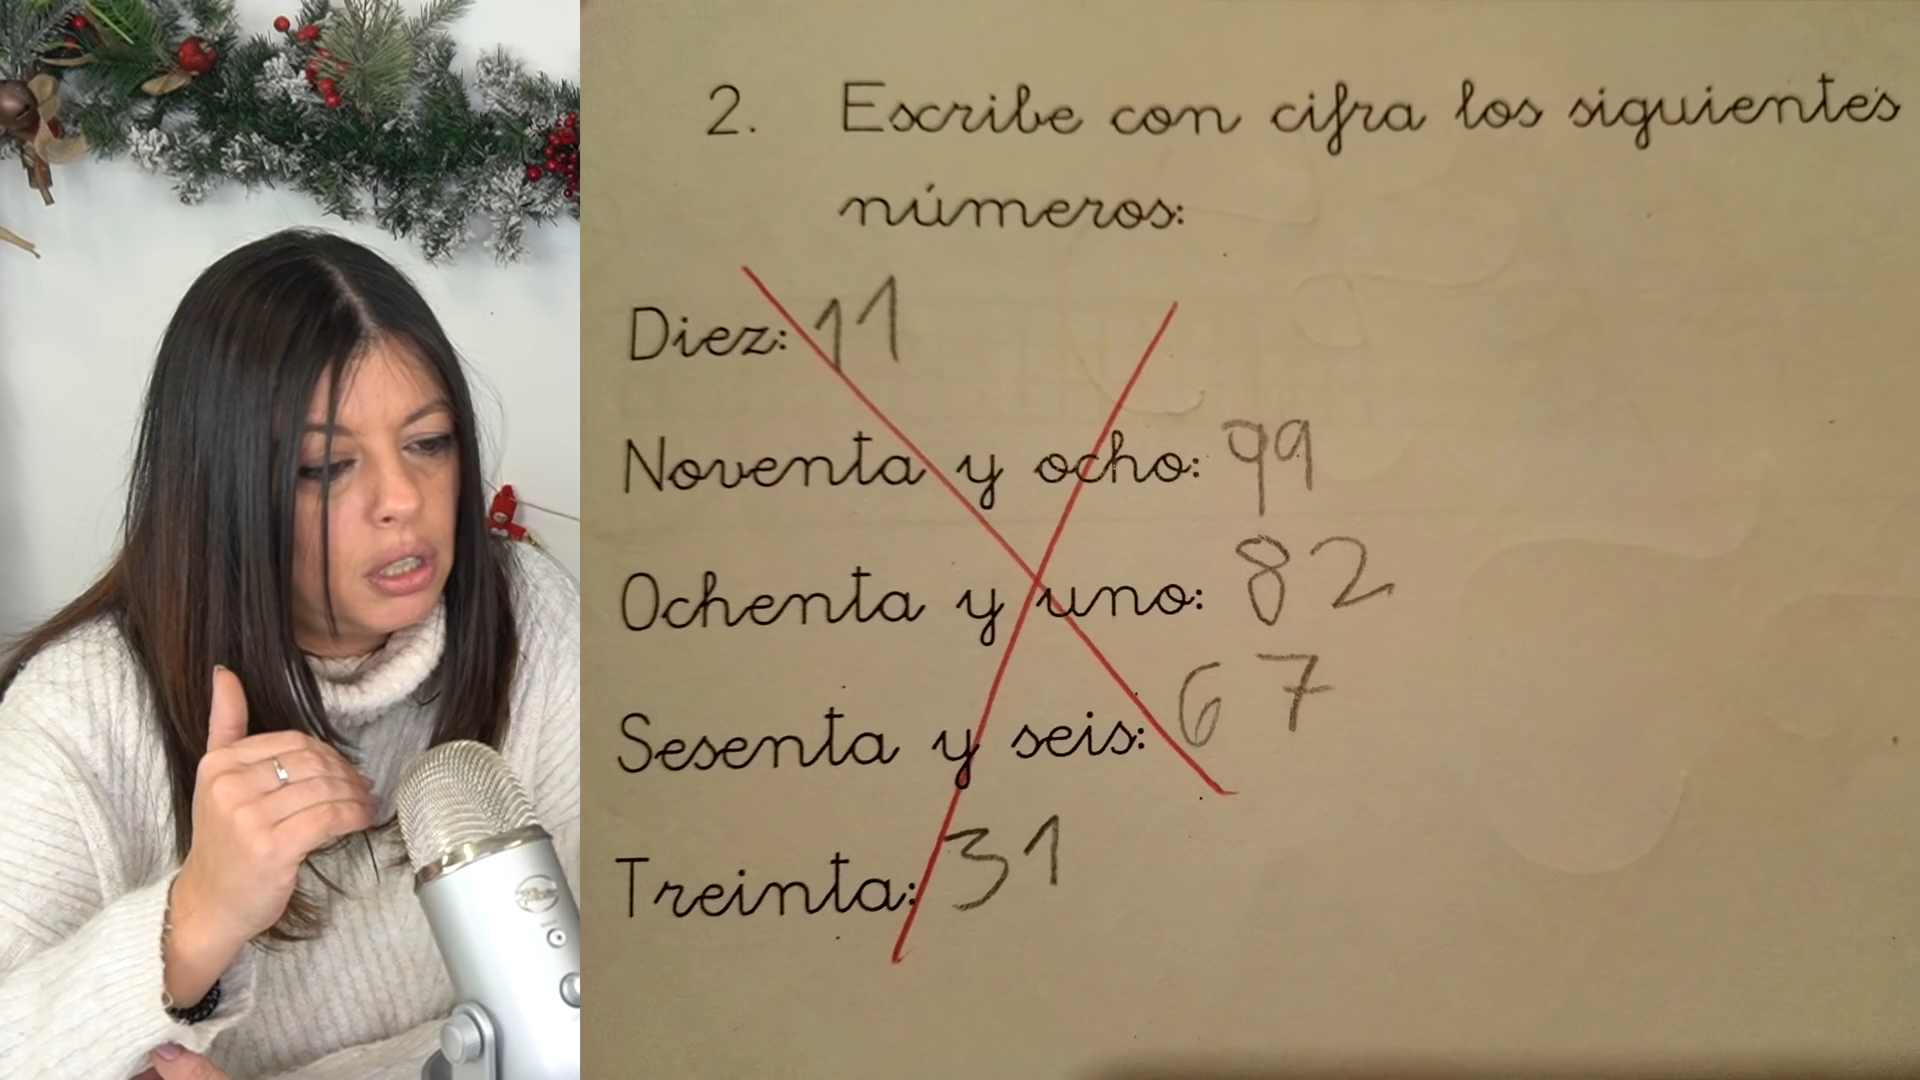 2. Escribe con cifra los siguientes
números:
Diez: 11
Noventa y ocho: 99
Ochenta y uno: 82
Sesenta y seis: 67
Treinta: 31